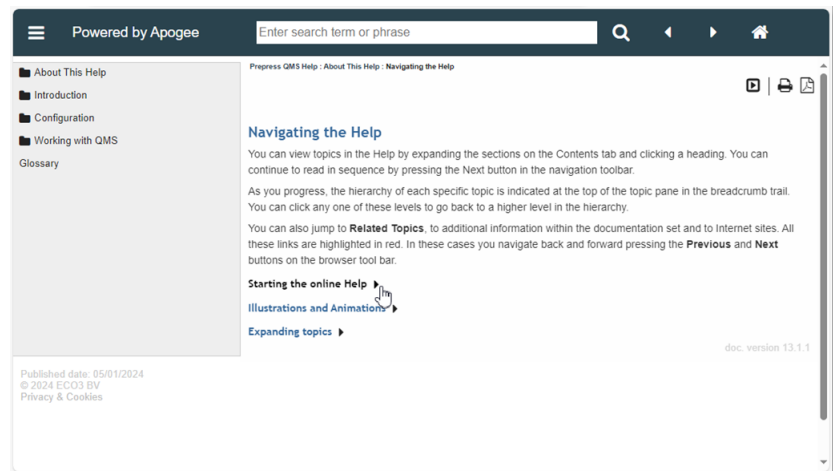 Powered by Apogee
Enter search term or phrase
About This Help
Introduction
Configuration
Working with QMS
Glossary
Prepress QMS Help : About This Help : Navigating the Help
Navigating the Help
You can view topics in the Help by expanding the sections on the Contents tab and clicking a heading. You can
continue to read in sequence by pressing the Next button in the navigation toolbar.
As you progress, the hierarchy of each specific topic is indicated at the top of the topic pane in the breadcrumb trail.
You can click any one of these levels to go back to a higher level in the hierarchy.
You can also jump to Related Topics, to additional information within the documentation set and to Internet sites. All
these links are highlighted in red. In these cases you navigate back and forward pressing the Previous and Next
buttons on the browser tool bar.
Starting the online Help
Illustrations and Animations
Expanding topics
doc. version 13.1.1
Published date: 05/01/2024
© 2024 ECO3 BV
Privacy & Cookies